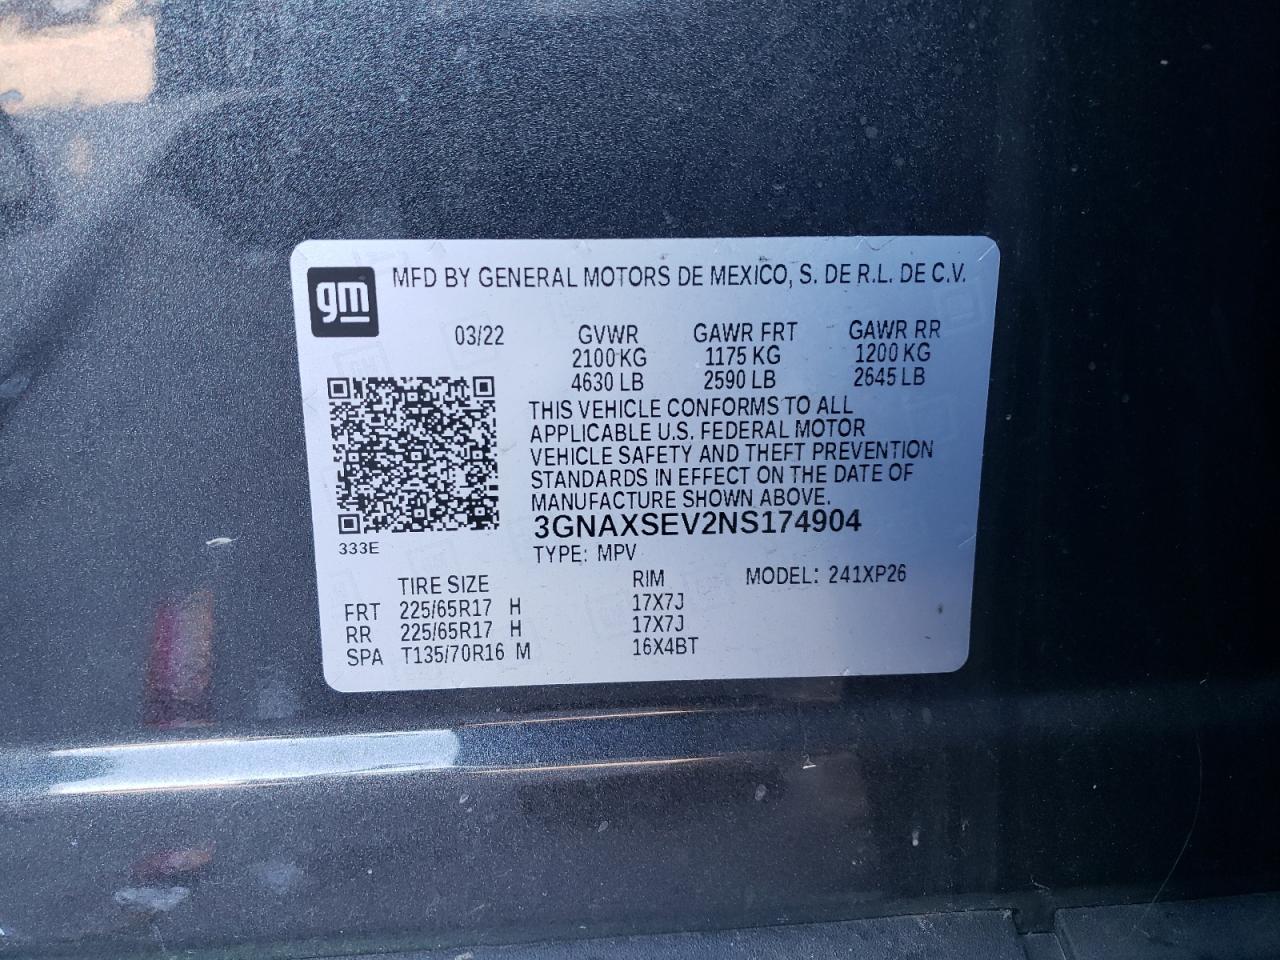 gm
MFD BY GENERAL MOTORS DE MEXICO, S. DE R.L. DE C.V.
03/22 GVWR GAWR FRT GAWR RR
2100 KG 1175 KG 1200 KG
4630 LB 2590 LB 2645 LB
THIS VEHICLE CONFORMS TO ALL
APPLICABLE U.S. FEDERAL MOTOR
VEHICLE SAFETY AND THEFT PREVENTION
STANDARDS IN EFFECT ON THE DATE OF
MANUFACTURE SHOWN ABOVE.
3GNAXSEV2NS174904
333E
TYPE: MPV
TIRE SIZE RIM MODEL: 241XP26
FRT 225/65R17 H 17X7J
RR 225/65R17 H 17X7J
SPA T135/70R16 M 16X4BT